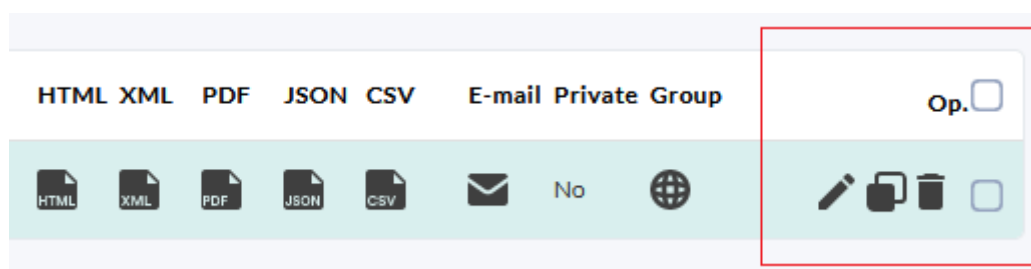 HTML XML PDF JSON CSV E-mail Private Group Op.
HTML XML PDF JSON CSV No